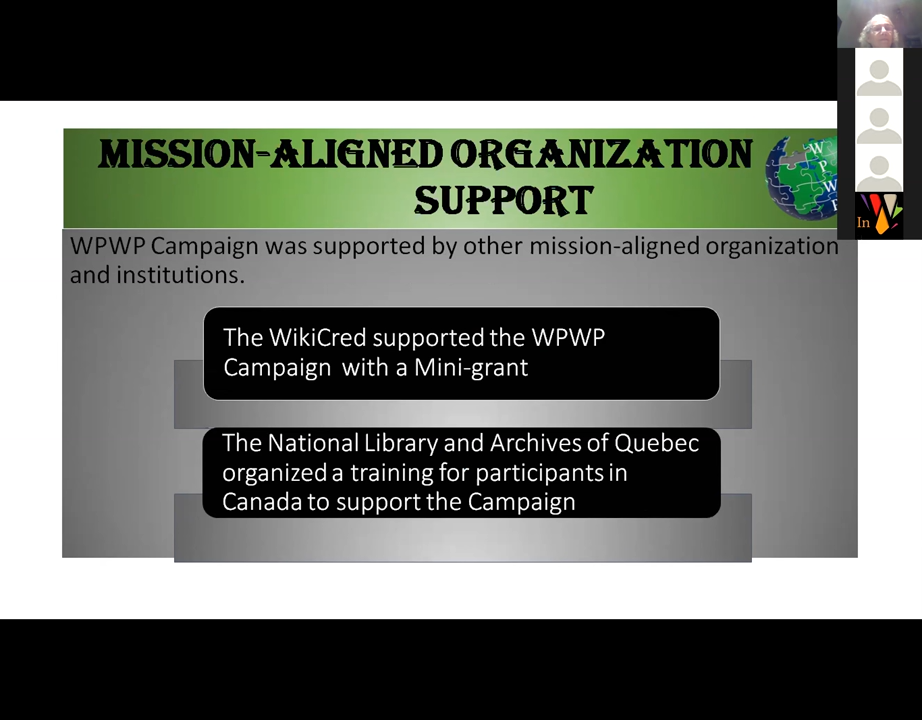 MISSION-ALIGNED ORGANIZATION
SUPPORT
W
P
W
WPWP Campaign was supported by other mission-aligned organization
and institutions.
The WikiCred supported the WPWP
Campaign with a Mini-grant
The National Library and Archives of Quebec
organized a training for participants in
Canada to support the Campaign
In